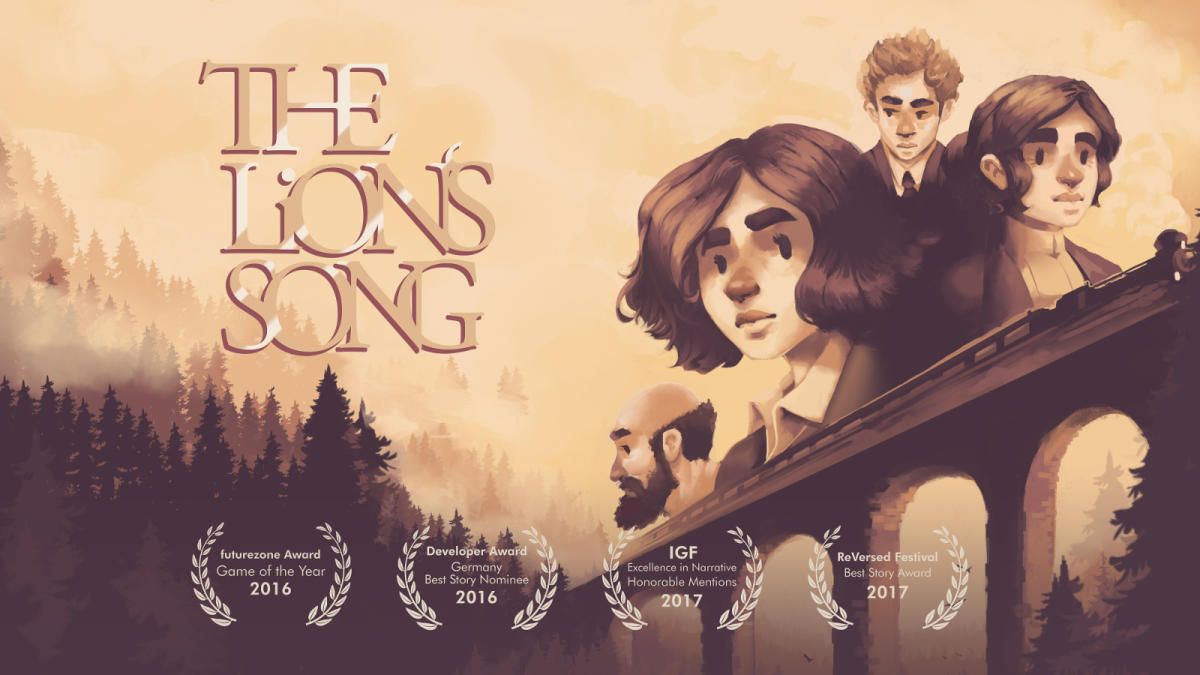 THE
LiON'S
SONG
futurezone Award
Game of the Year
2016
Developer Award
Germany
Best Story Nominee
2016
IGF
Excellence in Narrative
Honorable Mentions
2017
ReVersed Festival
Best Story Award
2017